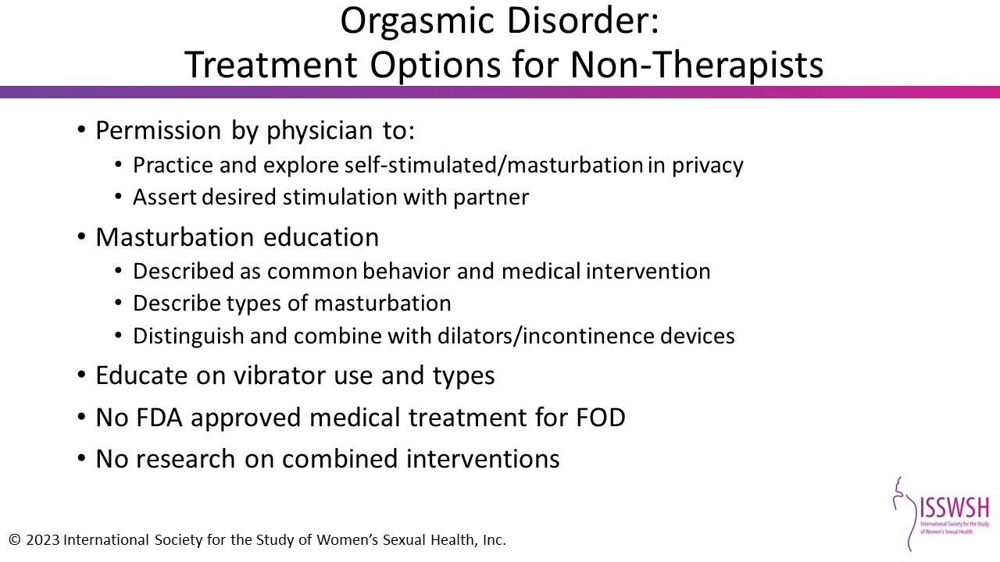 Orgasmic Disorder:
Treatment Options for Non-Therapists
• Permission by physician to:
• Practice and explore self-stimulated/masturbation in privacy
• Assert desired stimulation with partner
• Masturbation education
• Described as common behavior and medical intervention
• Describe types of masturbation
• Distinguish and combine with dilators/incontinence devices
• Educate on vibrator use and types
• No FDA approved medical treatment for FOD
• No research on combined interventions
ISSWSH
International Society for the Study
of Women's Sexual Health
© 2023 International Society for the Study of Women’s Sexual Health, Inc.